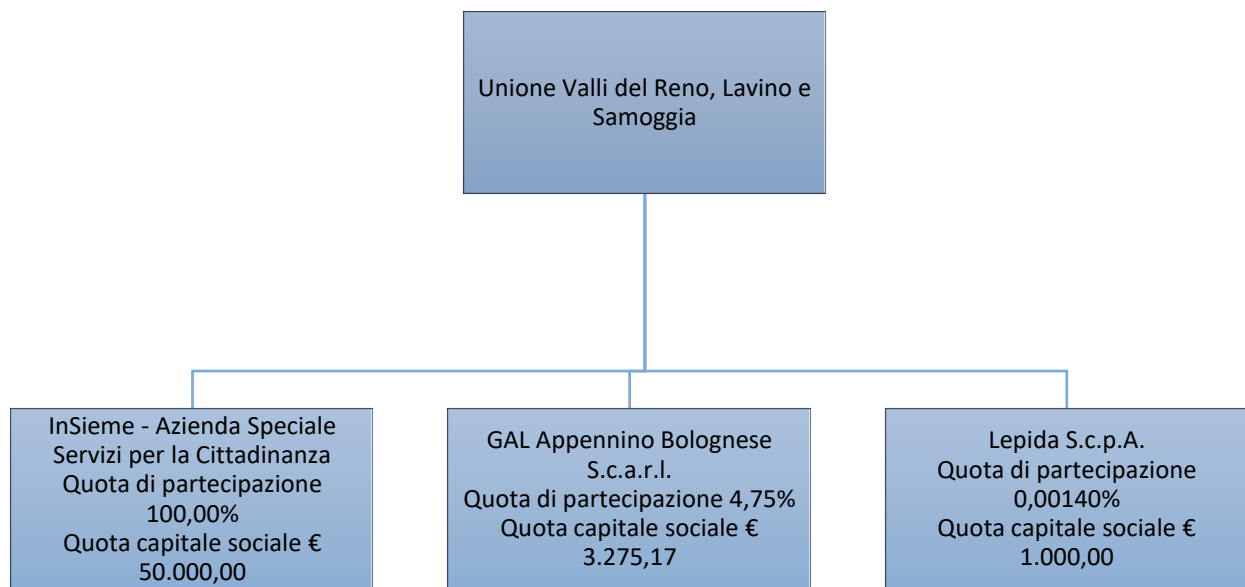 Unione Valli del Reno, Lavino e
Samoggia
InSieme - Azienda Speciale
Servizi per la Cittadinanza
Quota di partecipazione
100,00%
Quota capitale sociale €
50.000,00
GAL Appennino Bolognese
S.c.a.r.l.
Quota di partecipazione 4,75%
Quota capitale sociale €
3.275,17
Lepida S.c.p.A.
Quota di partecipazione
0,00140%
Quota capitale sociale €
1.000,00